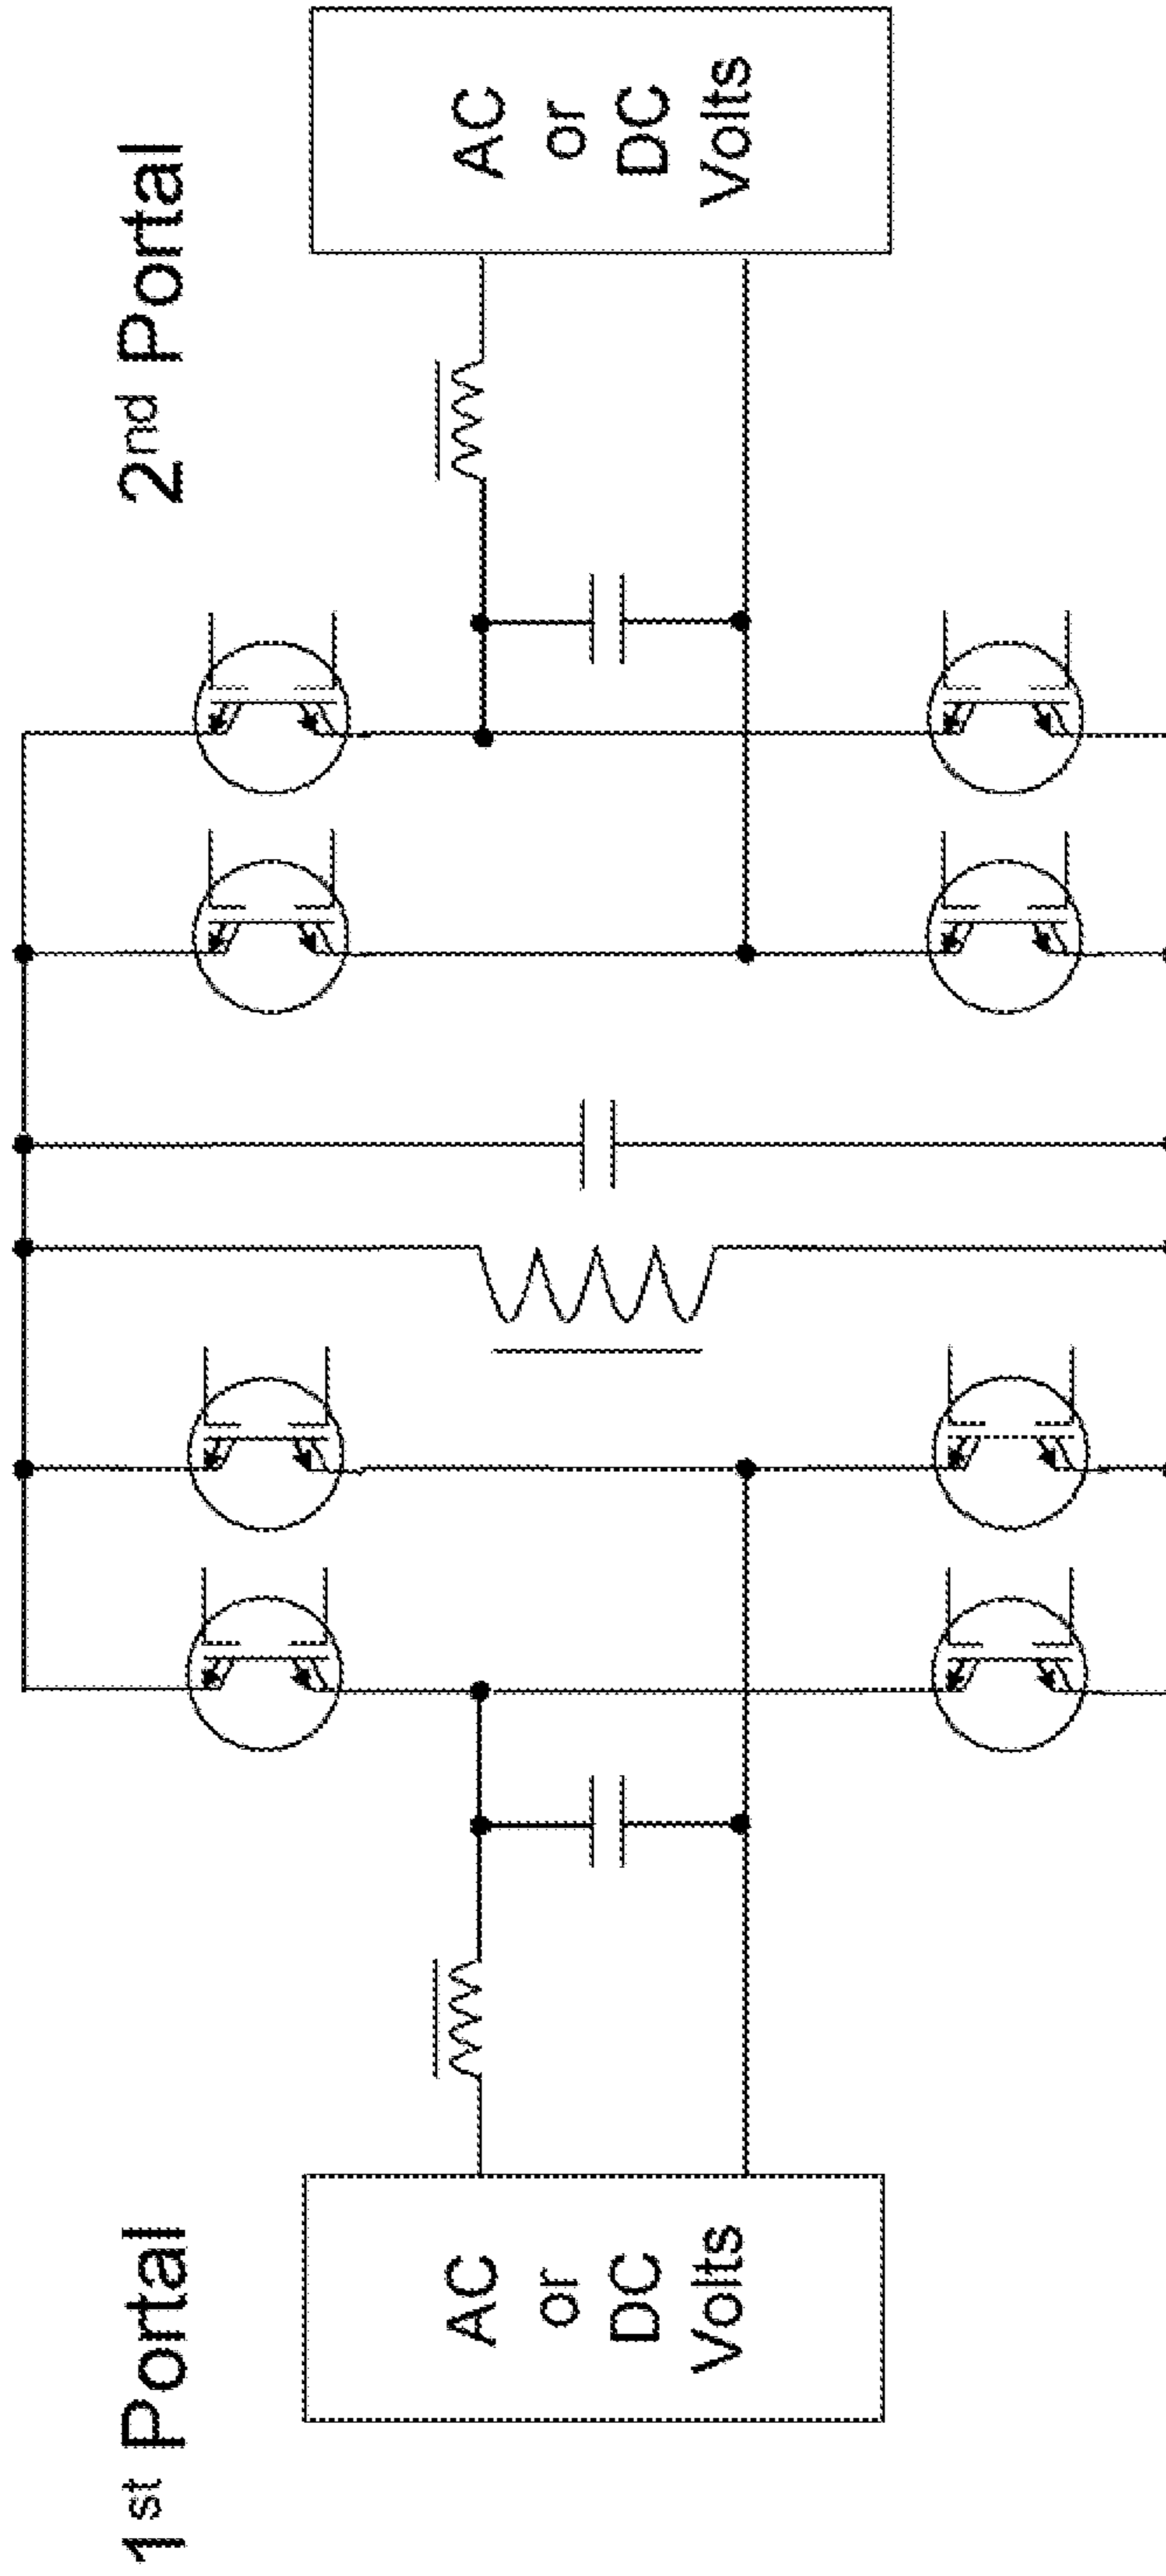 1st Portal
AC
or
DC
Volts
2nd Portal
AC
or
DC
Volts